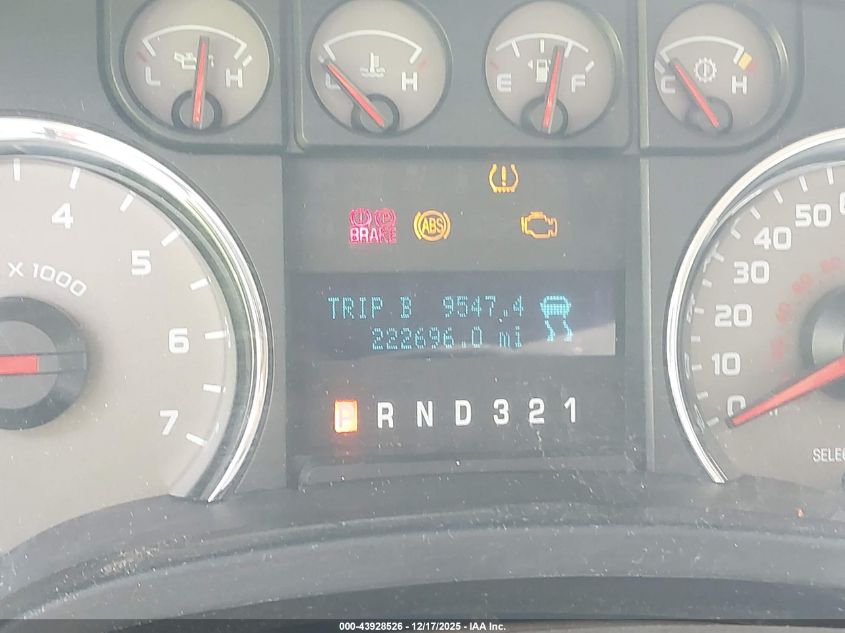 L H
L H
E F
C H
4
5
6
7
X 1000
BRAKE
ABS
TRIP B 9547.4
222696.0 mi
P R N D 3 2 1
50
40
30
20
10
0
SELEC
000-43928526 - 12/17/2025 - IAA Inc.